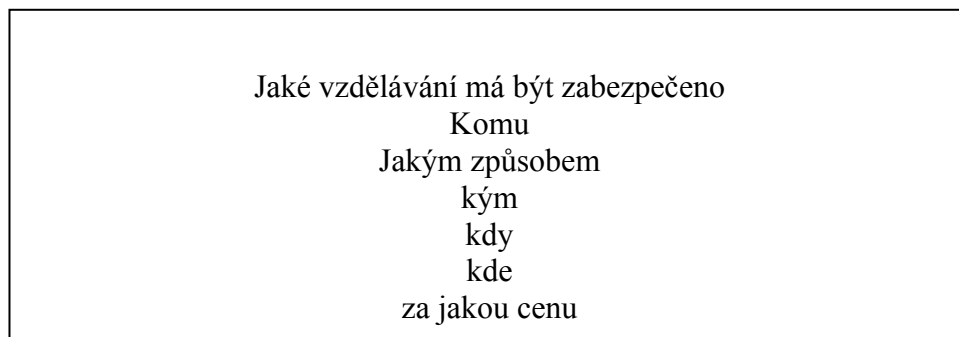 Jaké vzdělávání má být zabezpečeno
Komu
Jakým způsobem
kým
kdy
kde
za jakou cenu